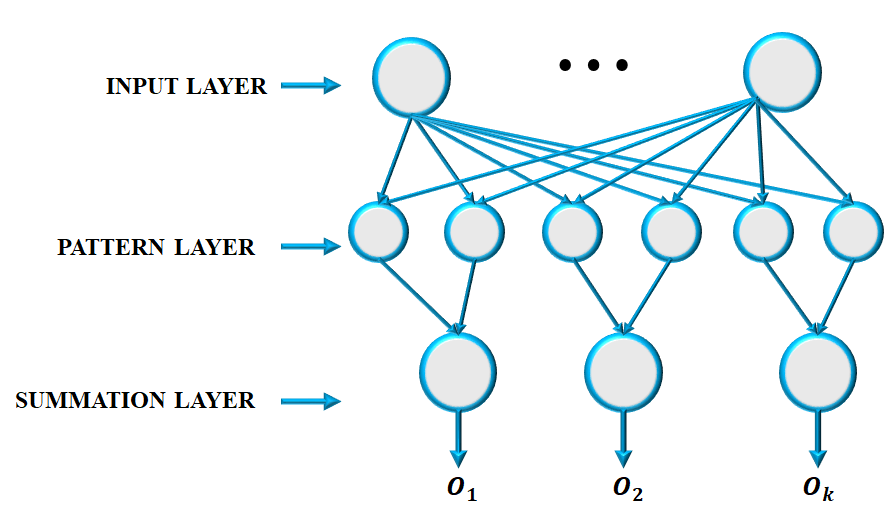 INPUT LAYER
• • •
PATTERN LAYER
SUMMATION LAYER
O₁ O₂ Oₖ